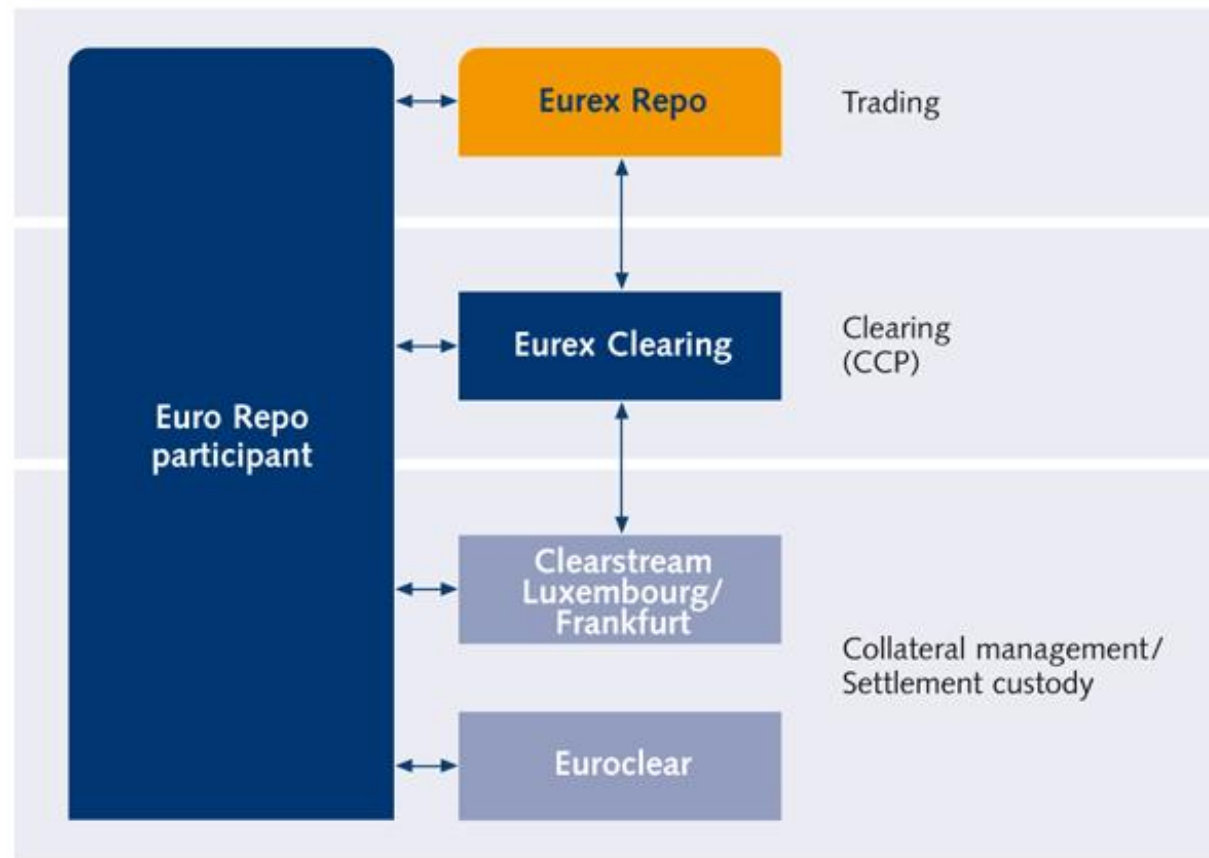 Eurex Repo
Trading
Eurex Clearing
Clearing
(CCP)
Euro Repo
participant
Clearstream
Luxembourg/
Frankfurt
Collateral management/
Settlement custody
Euroclear